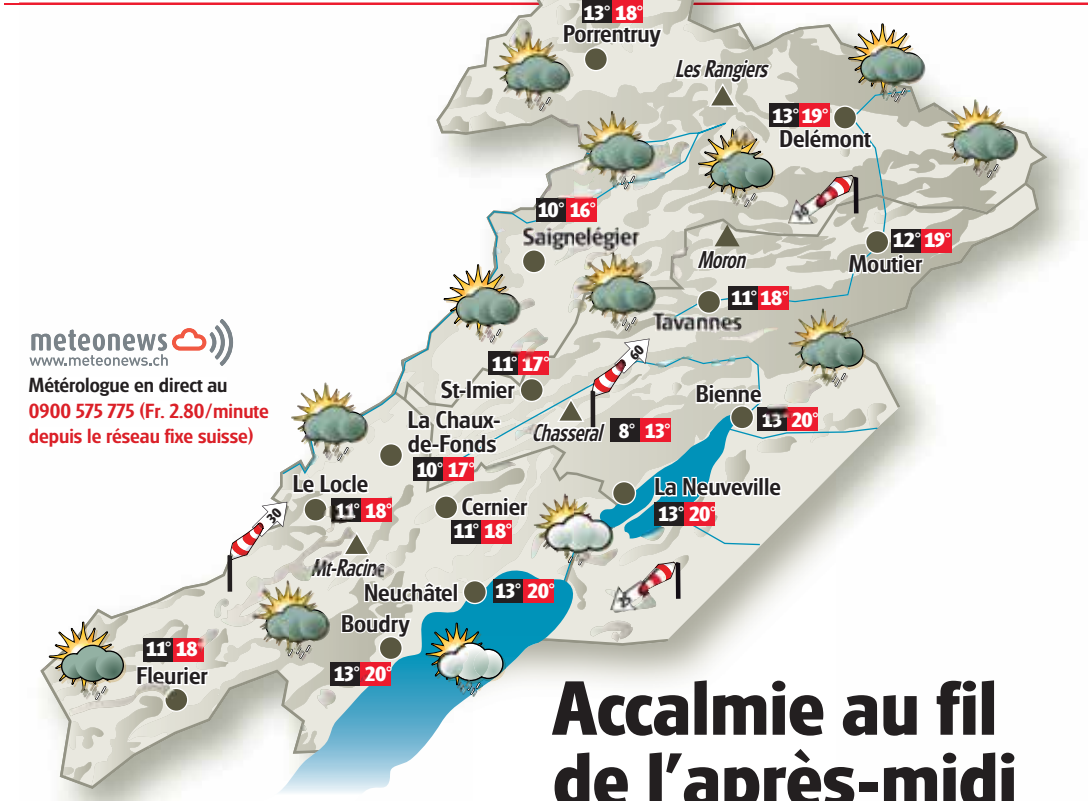 13° 18°
Porrentruy
Les Rangiers
13° 19°
Delémont
30
10° 16°
Saignelégier
12° 19°
Moutier
Moron
11° 18°
Tavannes
meteonews
www.meteonews.ch
Métérologue en direct au
0900 575 775 (Fr. 2.80/minute
depuis le réseau fixe suisse)
60
11° 17°
St-Imier
Bienne
13° 20°
Chasseral 8° 13°
La Chaux-
de-Fonds
10° 17°
Le Locle
11° 18°
Cernier
11° 18°
La Neuveville
13° 20°
30
Mt-Racine
Neuchâtel 13° 20°
Boudry
13° 20°
11° 18°
Fleurier
Accalmie au fil
de l'après-midi